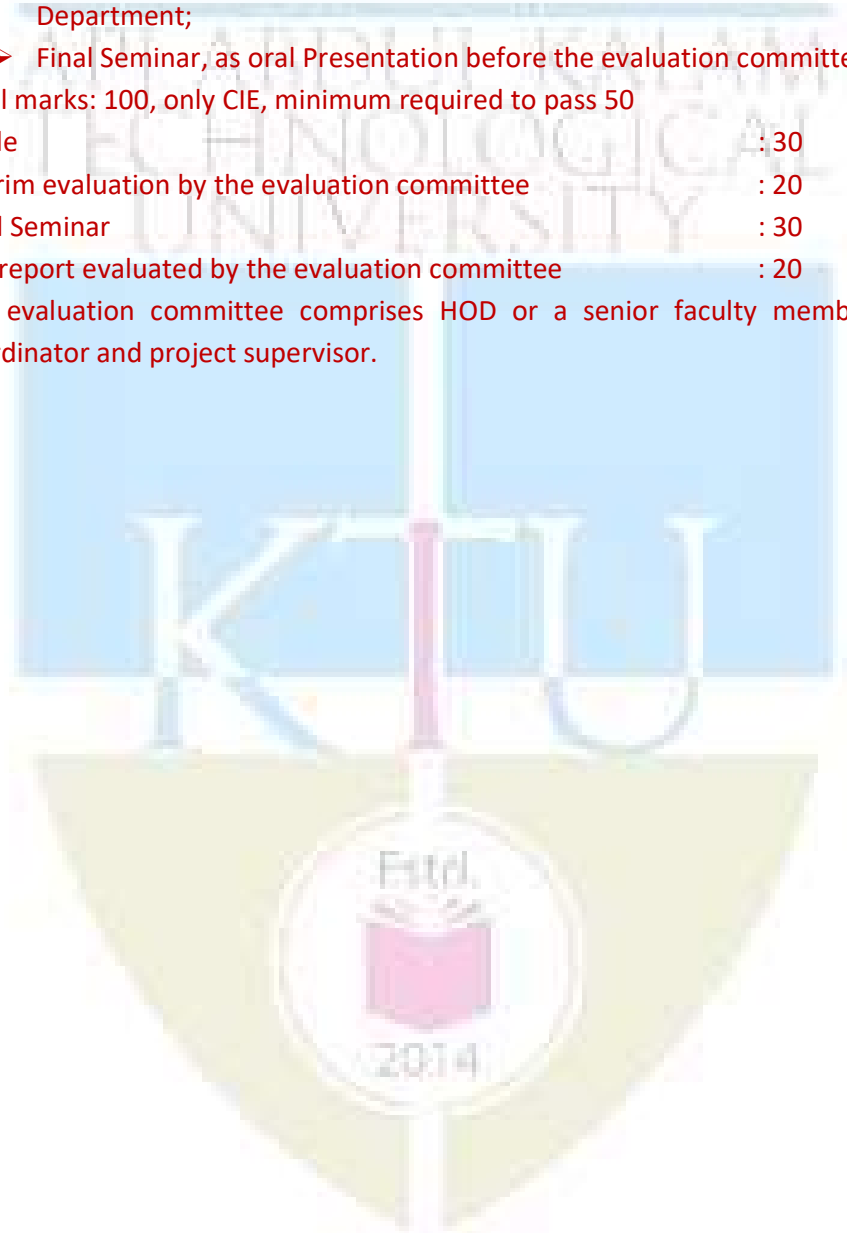 Department;
➢ Final Seminar, as oral Presentation before the evaluation committe
l marks: 100, only CIE, minimum required to pass 50
de : 30
rim evaluation by the evaluation committee : 20
l Seminar : 30
report evaluated by the evaluation committee : 20
evaluation committee comprises HOD or a senior faculty memb
rdinator and project supervisor.
APJ ABDUL KALAM
TECHNOLOGICAL
UNIVERSITY
KTU
Estd.
2014